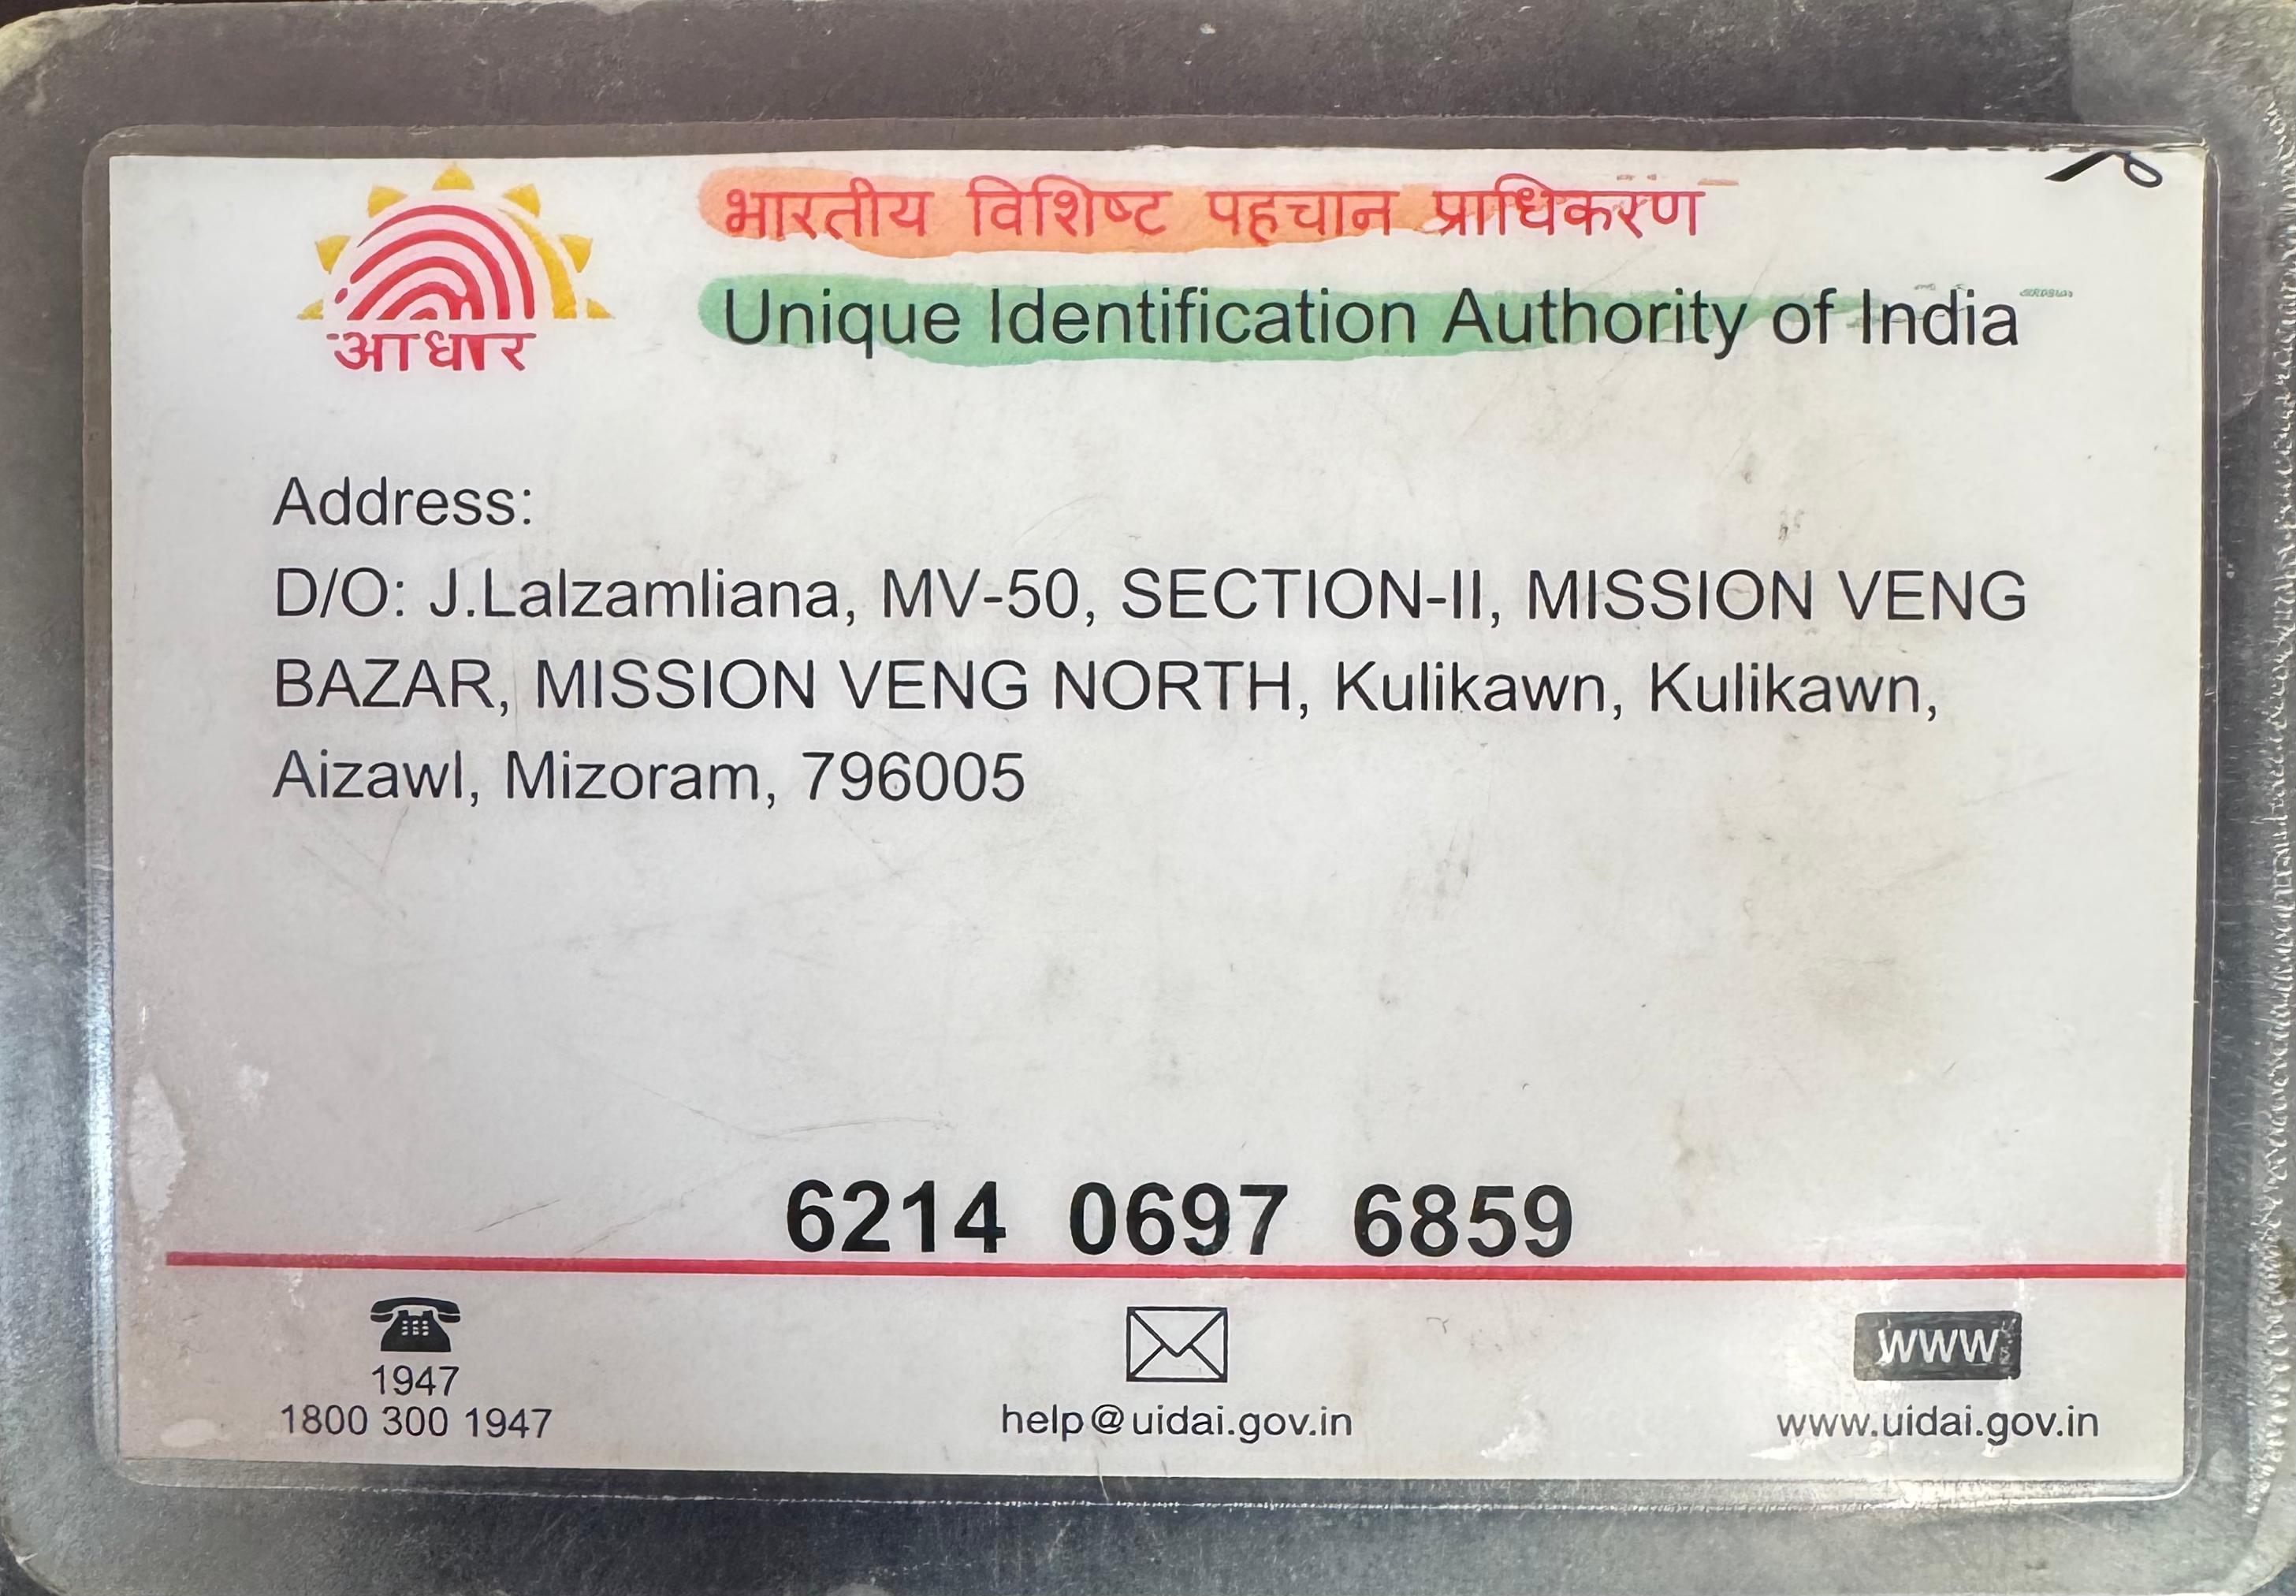 भारतीय विशिष्ट पहचान प्राधिकरण
Unique Identification Authority of India
आधार
Address:
D/O: J.Lalzamliana, MV-50, SECTION-II, MISSION VENG
BAZAR, MISSION VENG NORTH, Kulikawn, Kulikawn,
Aizawl, Mizoram, 796005
6214 0697 6859
1947
1800 300 1947
help@uidai.gov.in
www
www.uidai.gov.in